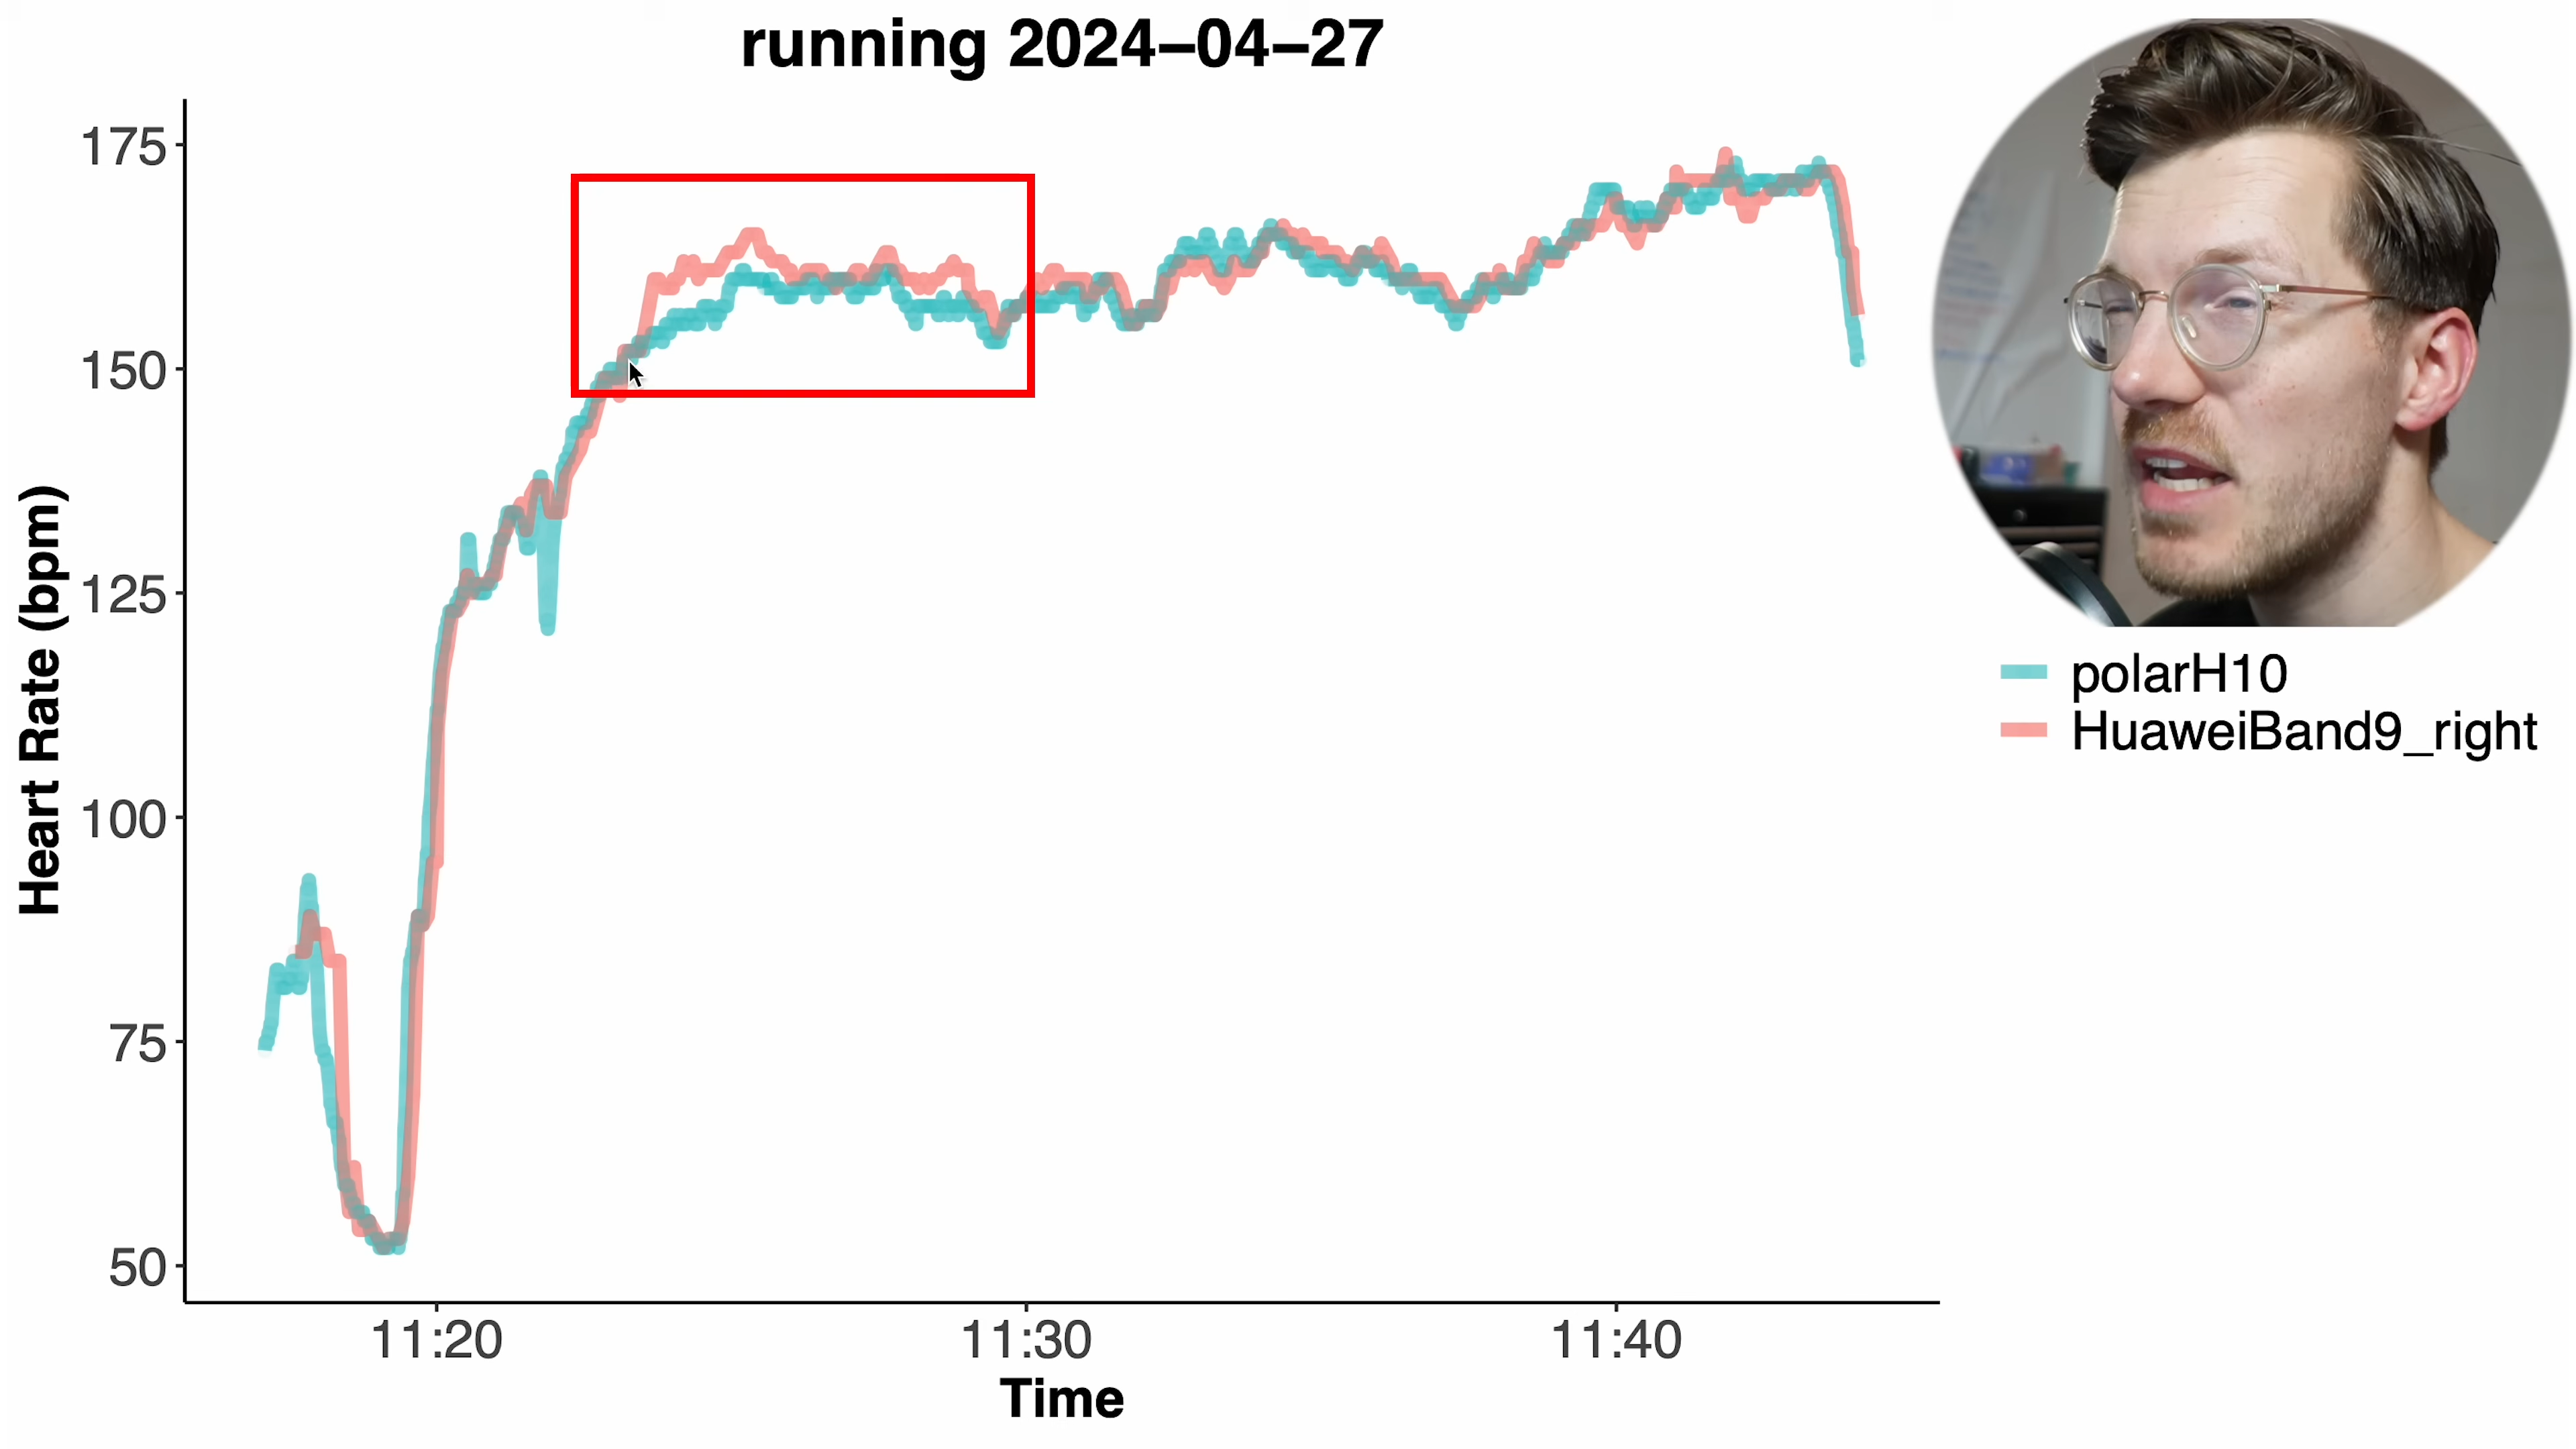 running 2024–04–27
Heart Rate (bpm)
175
150
125
100
75
50
11:20
11:30
11:40
Time
polarH10
HuaweiBand9_right